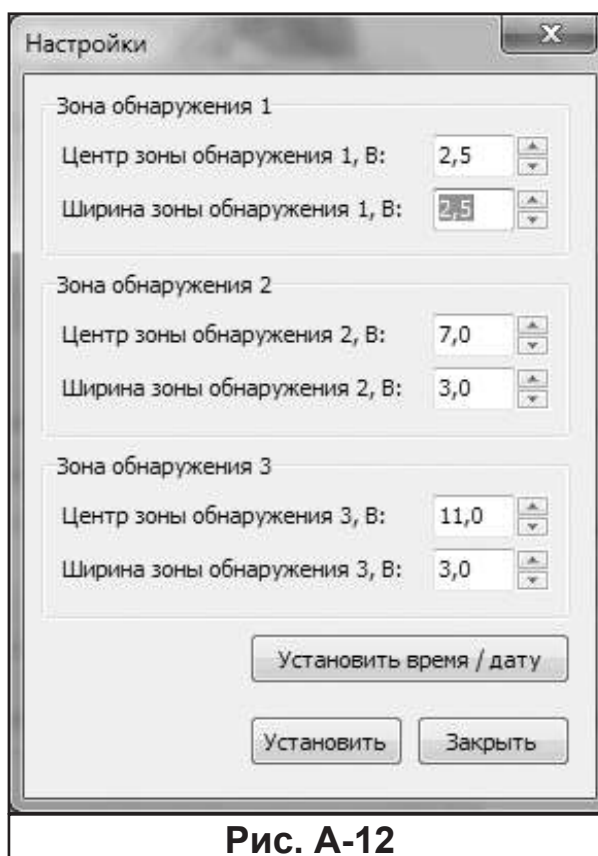 Настройки
Зона обнаружения 1
Центр зоны обнаружения 1, В: 2,5
Ширина зоны обнаружения 1, В: 2,5
Зона обнаружения 2
Центр зоны обнаружения 2, В: 7,0
Ширина зоны обнаружения 2, В: 3,0
Зона обнаружения 3
Центр зоны обнаружения 3, В: 11,0
Ширина зоны обнаружения 3, В: 3,0
Установить время / дату
Установить Закрыть
Рис. А-12